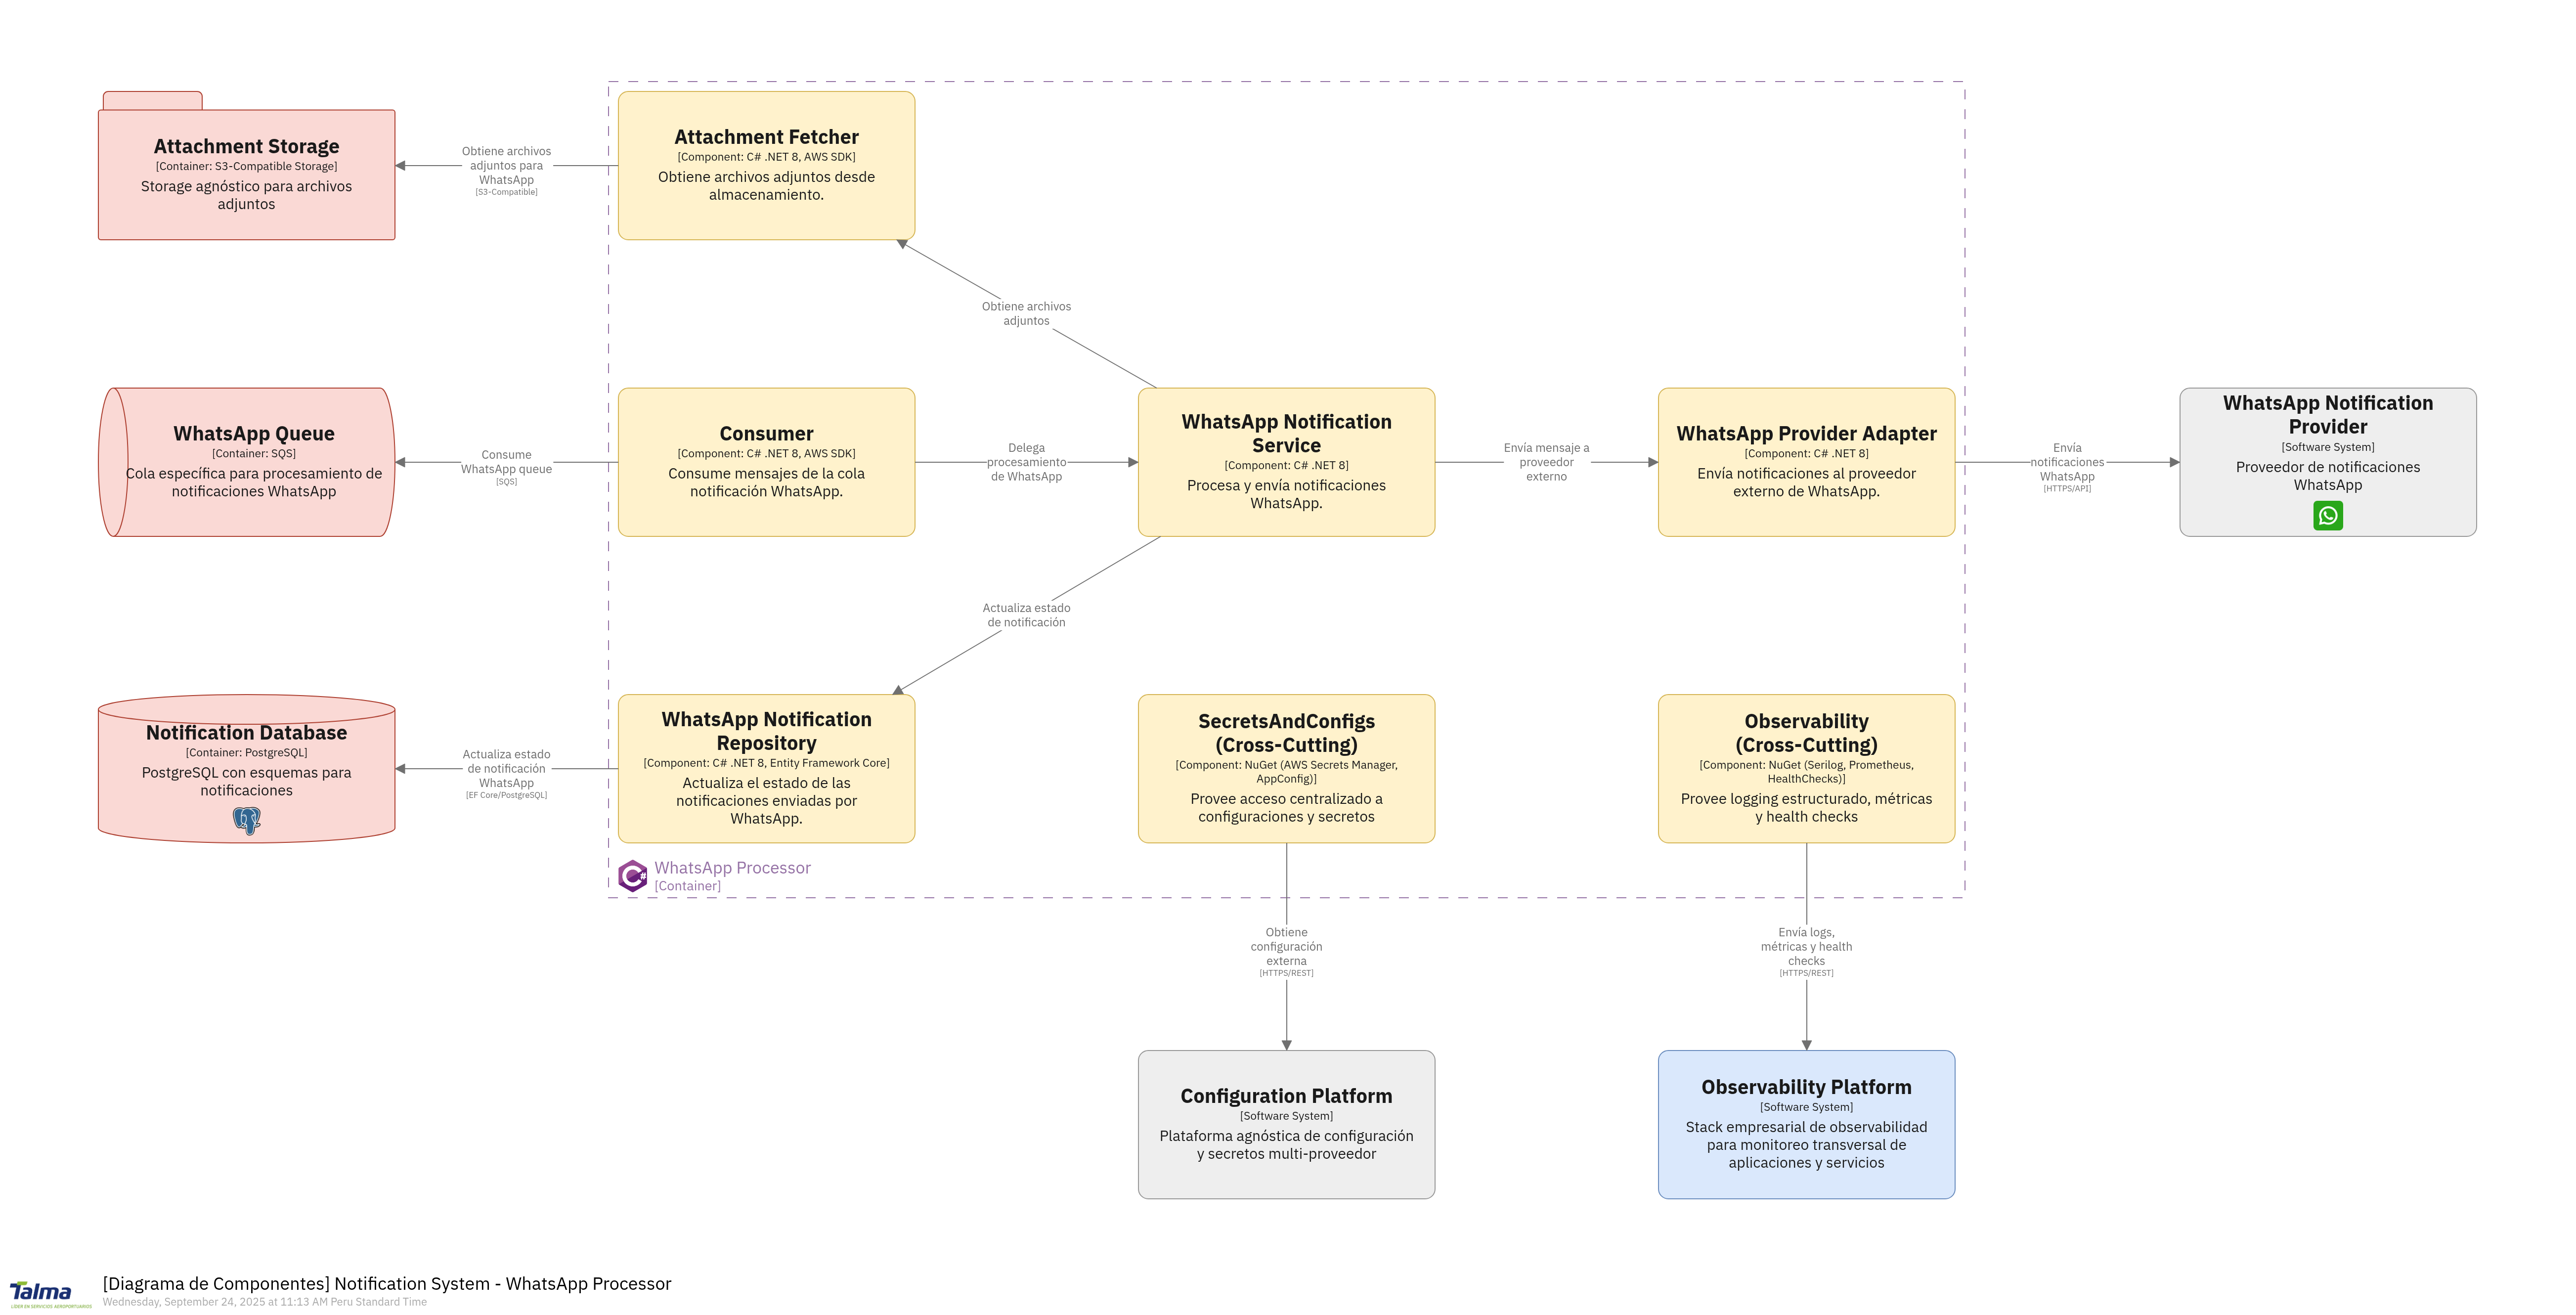 Attachment Storage
[Container: S3-Compatible Storage]
Storage agnóstico para archivos
adjuntos
Obtiene archivos
adjuntos para
WhatsApp
[S3-Compatible]
Attachment Fetcher
[Component: C# .NET 8, AWS SDK]
Obtiene archivos adjuntos desde
almacenamiento.
Obtiene archivos
adjuntos
WhatsApp Queue
[Container: SQS]
Cola específica para procesamiento de
notificaciones WhatsApp
Consume
WhatsApp queue
[SQS]
Consumer
[Component: C# .NET 8, AWS SDK]
Consume mensajes de la cola
notificación WhatsApp.
Delega
procesamiento
de WhatsApp
WhatsApp Notification
Service
[Component: C# .NET 8]
Procesa y envía notificaciones
WhatsApp.
Envía mensaje a
proveedor
externo
WhatsApp Provider Adapter
[Component: C# .NET 8]
Envía notificaciones al proveedor
externo de WhatsApp.
Envía
notificaciones
WhatsApp
[HTTPS/API]
WhatsApp Notification
Provider
[Software System]
Proveedor de notificaciones
WhatsApp
Actualiza estado
de notificación
Notification Database
[Container: PostgreSQL]
PostgreSQL con esquemas para
notificaciones
Actualiza estado
de notificación
WhatsApp
[EF Core/PostgreSQL]
WhatsApp Notification
Repository
[Component: C# .NET 8, Entity Framework Core]
Actualiza el estado de las
notificaciones enviadas por
WhatsApp.
SecretsAndConfigs
(Cross-Cutting)
[Component: NuGet (AWS Secrets Manager,
AppConfig)]
Provee acceso centralizado a
configuraciones y secretos
Observability
(Cross-Cutting)
[Component: NuGet (Serilog, Prometheus,
HealthChecks)]
Provee logging estructurado, métricas
y health checks
C#
WhatsApp Processor
[Container]
Obtiene
configuración
externa
[HTTPS/REST]
Envía logs,
métricas y health
checks
[HTTPS/REST]
Configuration Platform
[Software System]
Plataforma agnóstica de configuración
y secretos multi-proveedor
Observability Platform
[Software System]
Stack empresarial de observabilidad
para monitoreo transversal de
aplicaciones y servicios
Talma
LÍDER EN SERVICIOS AEROPORTUARIOS
[Diagrama de Componentes] Notification System - WhatsApp Processor
Wednesday, September 24, 2025 at 11:13 AM Peru Standard Time